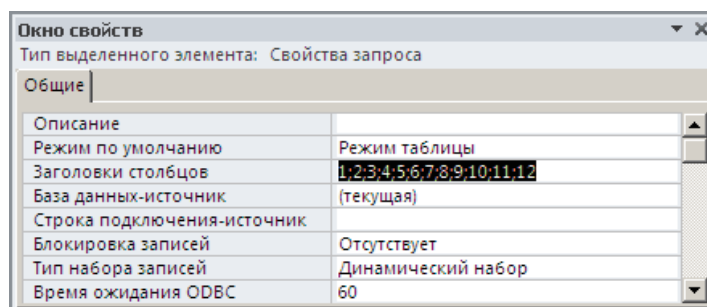 Окно свойств
Тип выделенного элемента: Свойства запроса
Общие
Описание
Режим по умолчанию Режим таблицы
Заголовки столбцов 1;2;3;4;5;6;7;8;9;10;11;12
База данных-источник (текущая)
Строка подключения-источник
Блокировка записей Отсутствует
Тип набора записей Динамический набор
Время ожидания ODBC 60